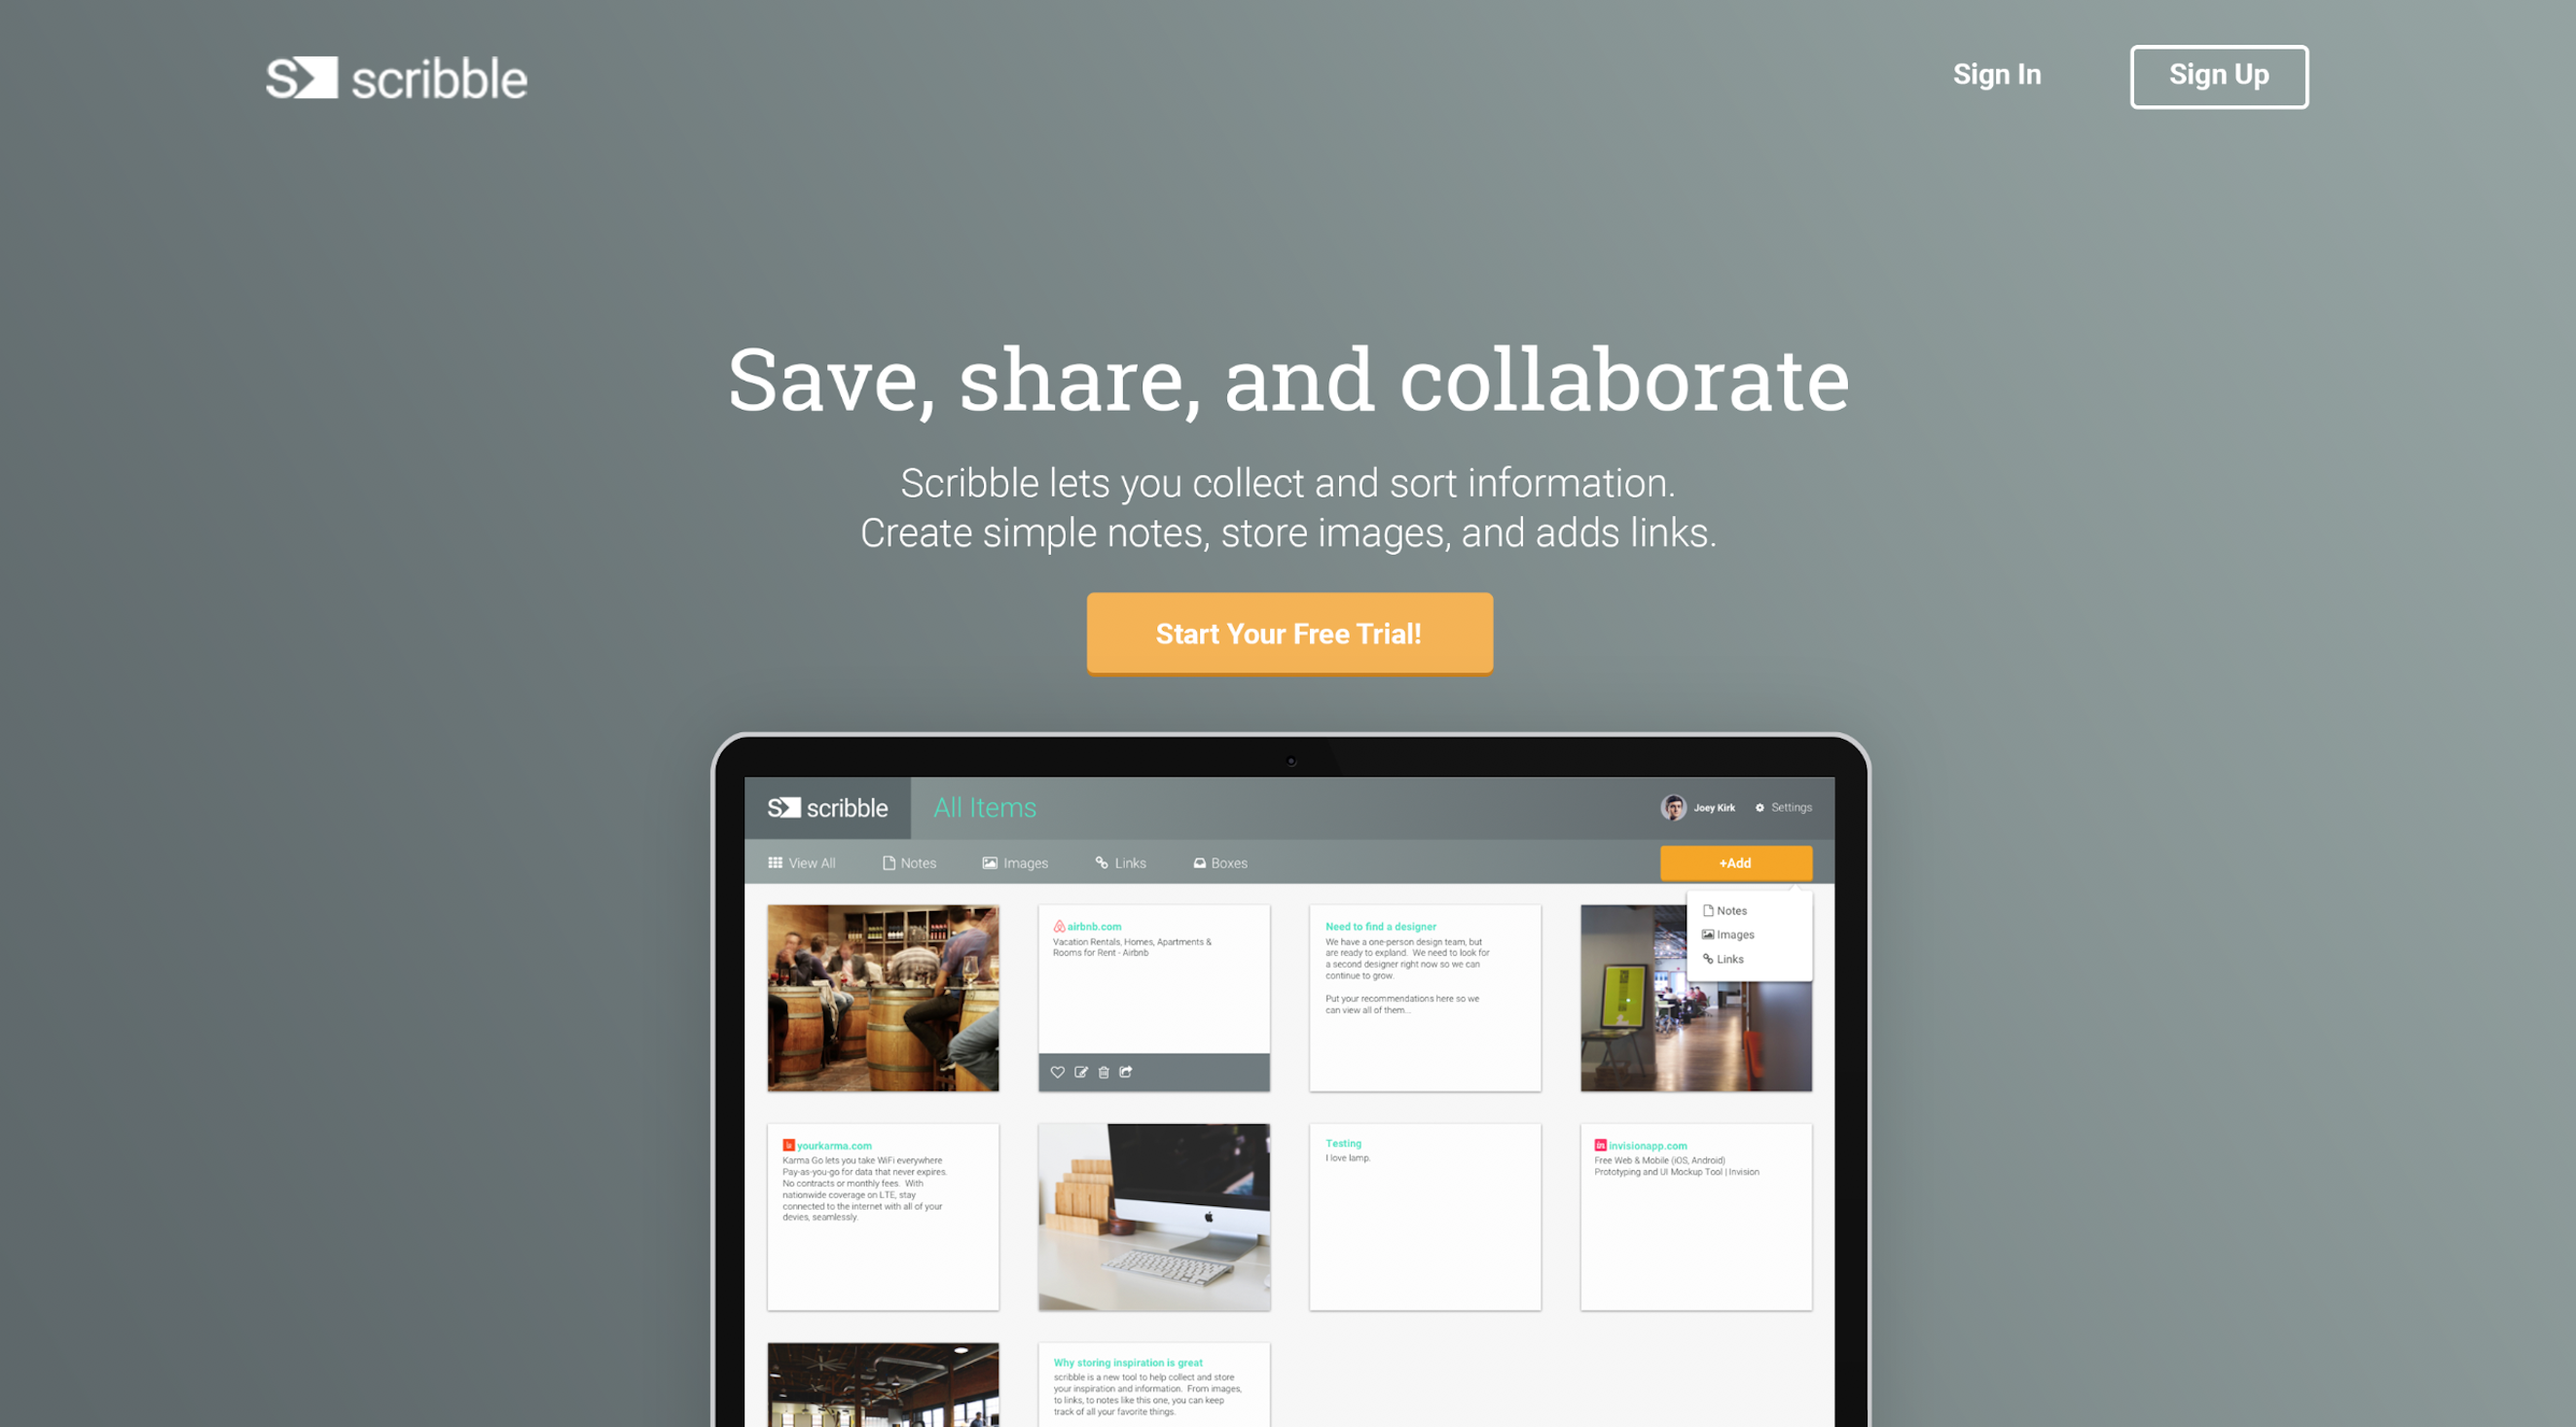 scribble
Sign In
Sign Up
Save, share, and collaborate
Scribble lets you collect and sort information.
Create simple notes, store images, and adds links.
Start Your Free Trial!
scribble
All Items
Joey Kirk
Settings
View All
Notes
Images
Links
Boxes
+Add
Notes
Images
Links
airbnb.com
Vacation Rentals, Homes, Apartments &
Rooms for Rent - Airbnb
Need to find a designer
We have a one-person design team, but
are ready to expland. We need to look for
a second designer right now so we can
continue to grow.
Put your recommendations here so we
can view all of them...
yourkarma.com
Karma Go lets you take WiFi everywhere
Pay-as-you-go for data that never expires.
No contracts or monthly fees. With
nationwide coverage on LTE, stay
connected to the internet with all of your
devies, seamlessly.
Testing
I love lamp.
in invisionapp.com
Free Web & Mobile (iOS, Android)
Prototyping and UI Mockup Tool | Invision
Why storing inspiration is great
scribble is a new tool to help collect and store
your inspiration and information. From images,
to links, to notes like this one, you can keep
track of all your favorite things.